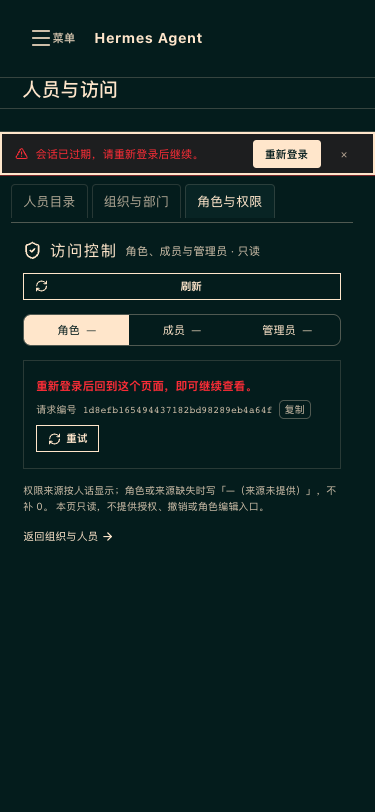 菜单 Hermes Agent
人员与访问
会话已过期，请重新登录后继续。 重新登录 ×
人员目录 组织与部门 角色与权限
访问控制 角色、成员与管理员 · 只读
刷新
角色 — 成员 — 管理员 —
重新登录后回到这个页面，即可继续查看。
请求编号 1d8efb165494437182bd98289eb4a64f 复制
重试
权限来源按人话显示；角色或来源缺失时写「—（来源未提供）」，不
补 0。 本页只读，不提供授权、撤销或角色编辑入口。
返回组织与人员 →